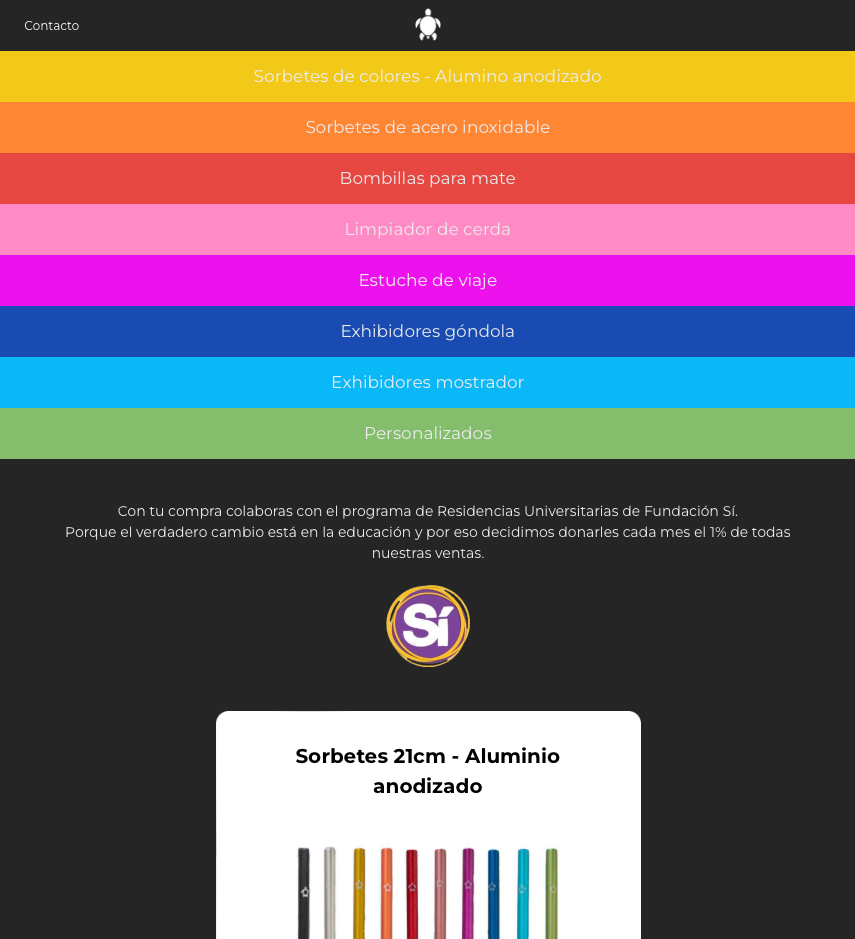 Contacto
Sorbetes de colores - Alumino anodizado
Sorbetes de acero inoxidable
Bombillas para mate
Limpiador de cerda
Estuche de viaje
Exhibidores góndola
Exhibidores mostrador
Personalizados
Con tu compra colaboras con el programa de Residencias Universitarias de Fundación Sí.
Porque el verdadero cambio está en la educación y por eso decidimos donarles cada mes el 1% de todas
nuestras ventas.
Sí
Sorbetes 21cm - Aluminio
anodizado